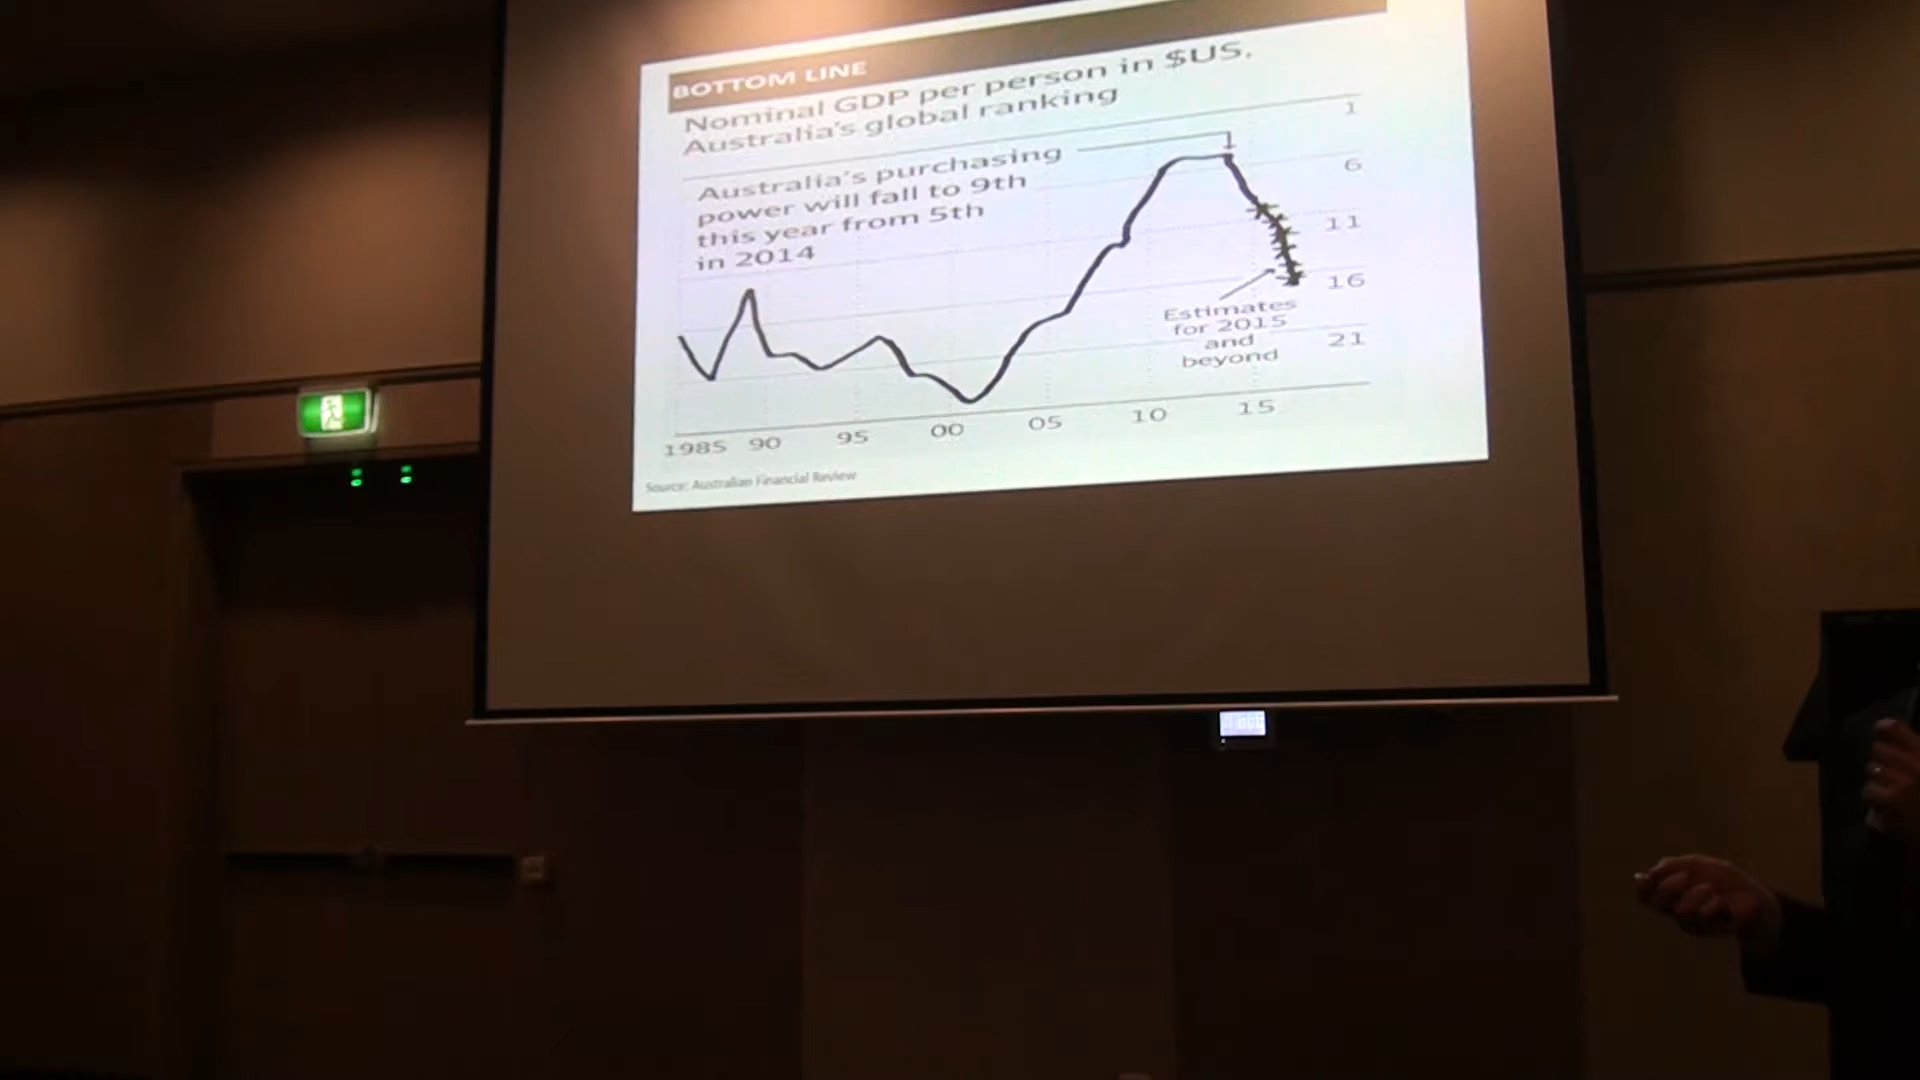 BOTTOM LINE
Nominal GDP per person in $US,
Australia's global ranking
Australia's purchasing
power will fall to 9th
this year from 5th
in 2014
1
6
11
16
21
Estimates
for 2015
and
beyond
1985 90 95 00 05 10 15
Source: Australian Financial Review